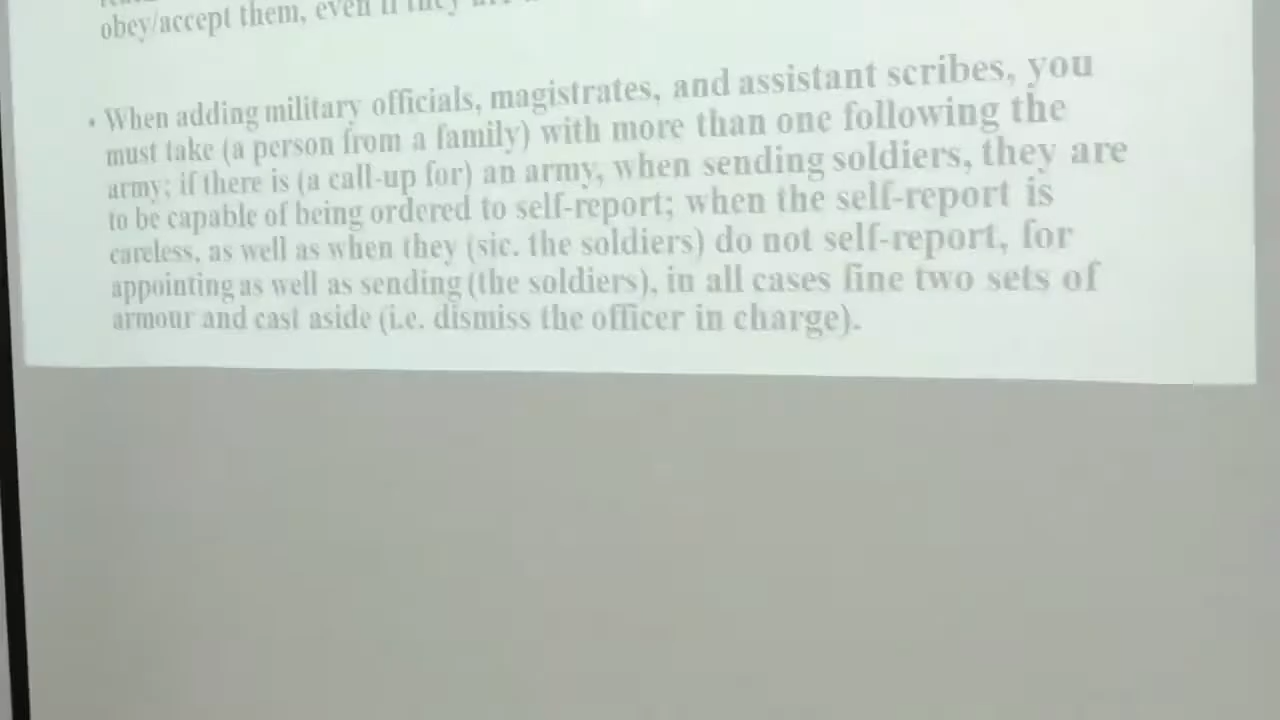 obey/accept them, even if they
• When adding military officials, magistrates, and assistant scribes, you
must take (a person from a family) with more than one following the
army; if there is (a call-up for) an army, when sending soldiers, they are
to be capable of being ordered to self-report; when the self-report is
careless, as well as when they (sic. the soldiers) do not self-report, for
appointing as well as sending (the soldiers), in all cases fine two sets of
armour and cast aside (i.e. dismiss the officer in charge).